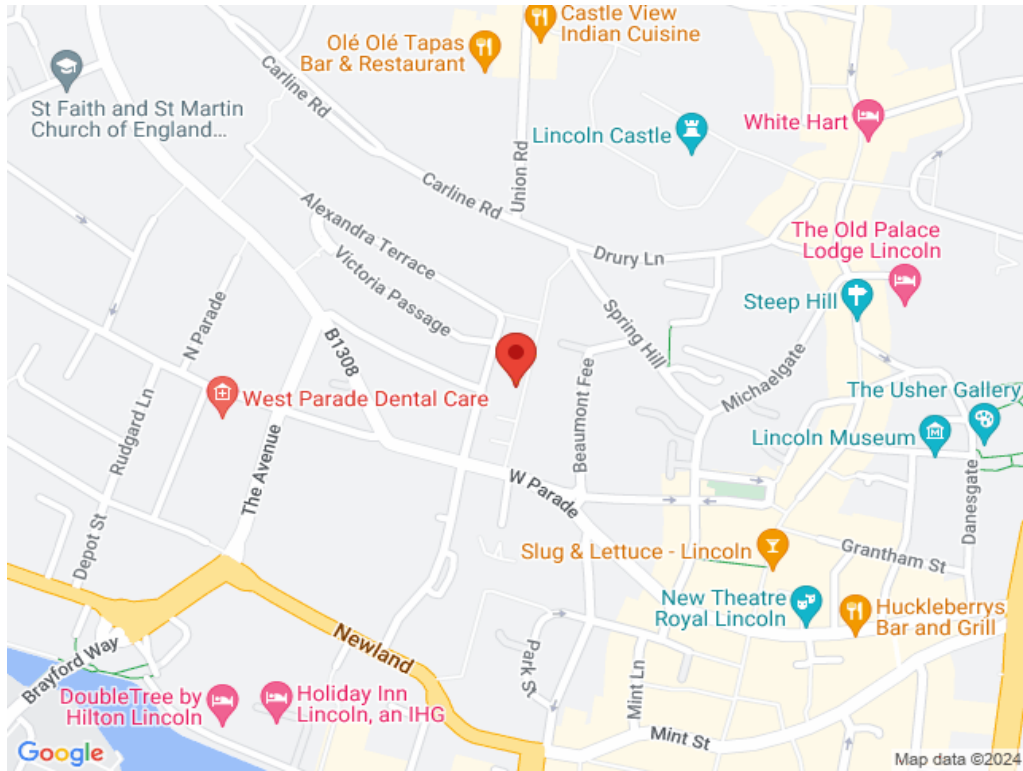 Castle View
Indian Cuisine
Olé Olé Tapas
Bar & Restaurant
Carline Rd
St Faith and St Martin
Church of England...
Lincoln Castle
White Hart
Union Rd
Carline Rd
Alexandra Terrace
The Old Palace
Lodge Lincoln
Drury Ln
Victoria Passage
Steep Hill
N Parade
Spring Hill
B1308
Michaelgate
Beaumont Fee
The Usher Gallery
West Parade Dental Care
Lincoln Museum
Rudgard Ln
The Avenue
W Parade
Danesgate
Depot St
Slug & Lettuce - Lincoln
Grantham St
New Theatre
Royal Lincoln
Huckleberrys
Bar and Grill
Newland
Park St
Brayford Way
Mint Ln
DoubleTree by
Hilton Lincoln
Holiday Inn
Lincoln, an IHG
Mint St
Google
Map data ©2024